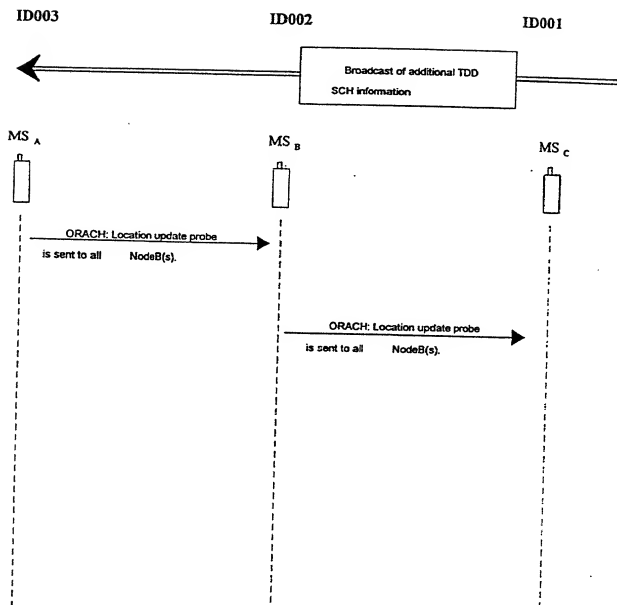 ID003 ID002 ID001
Broadcast of additional TDD
SCH information
MS A MS B MS C
ORACH: Location update probe
is sent to all NodeB(s).
ORACH: Location update probe
is sent to all NodeB(s).